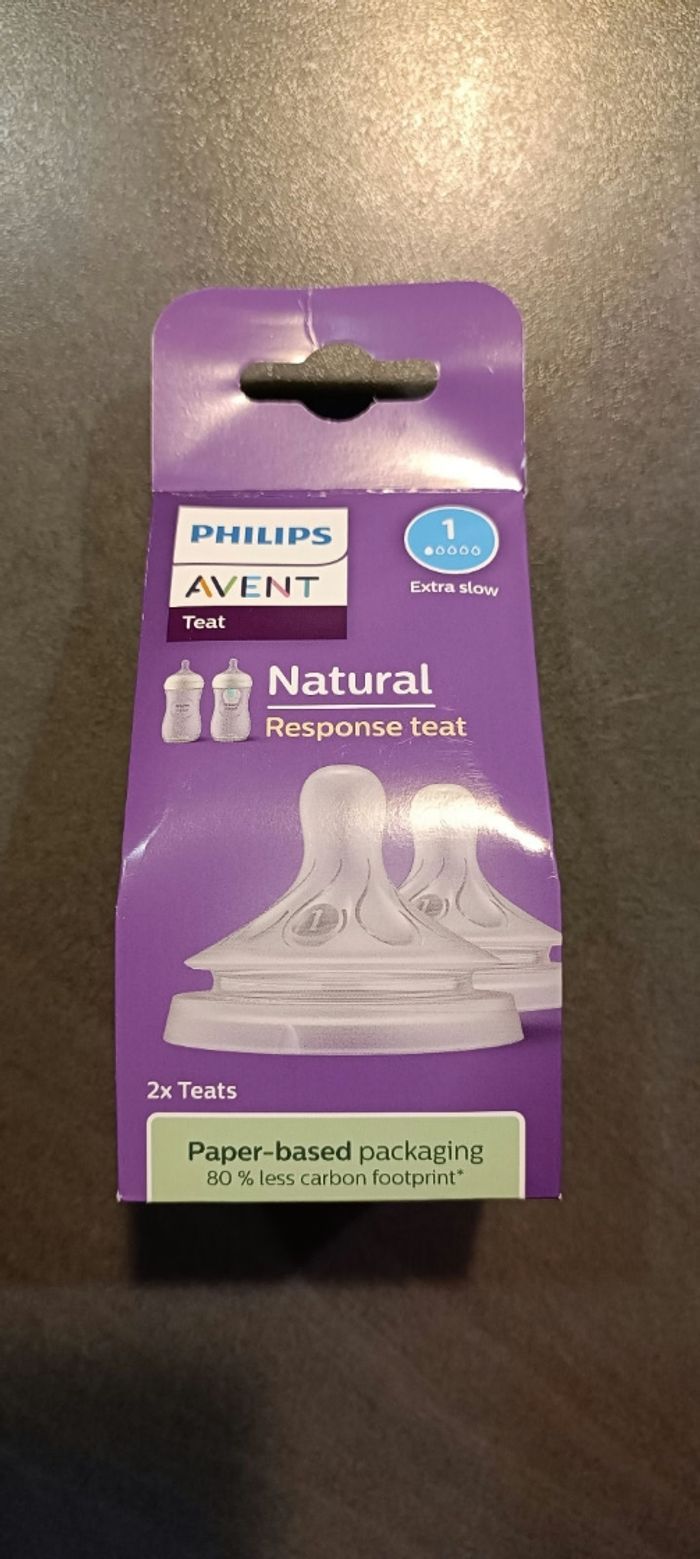 PHILIPS
AVENT
Teat
1
Extra slow
Natural
Response teat
1
1
2x Teats
Paper-based packaging
80 % less carbon footprint*